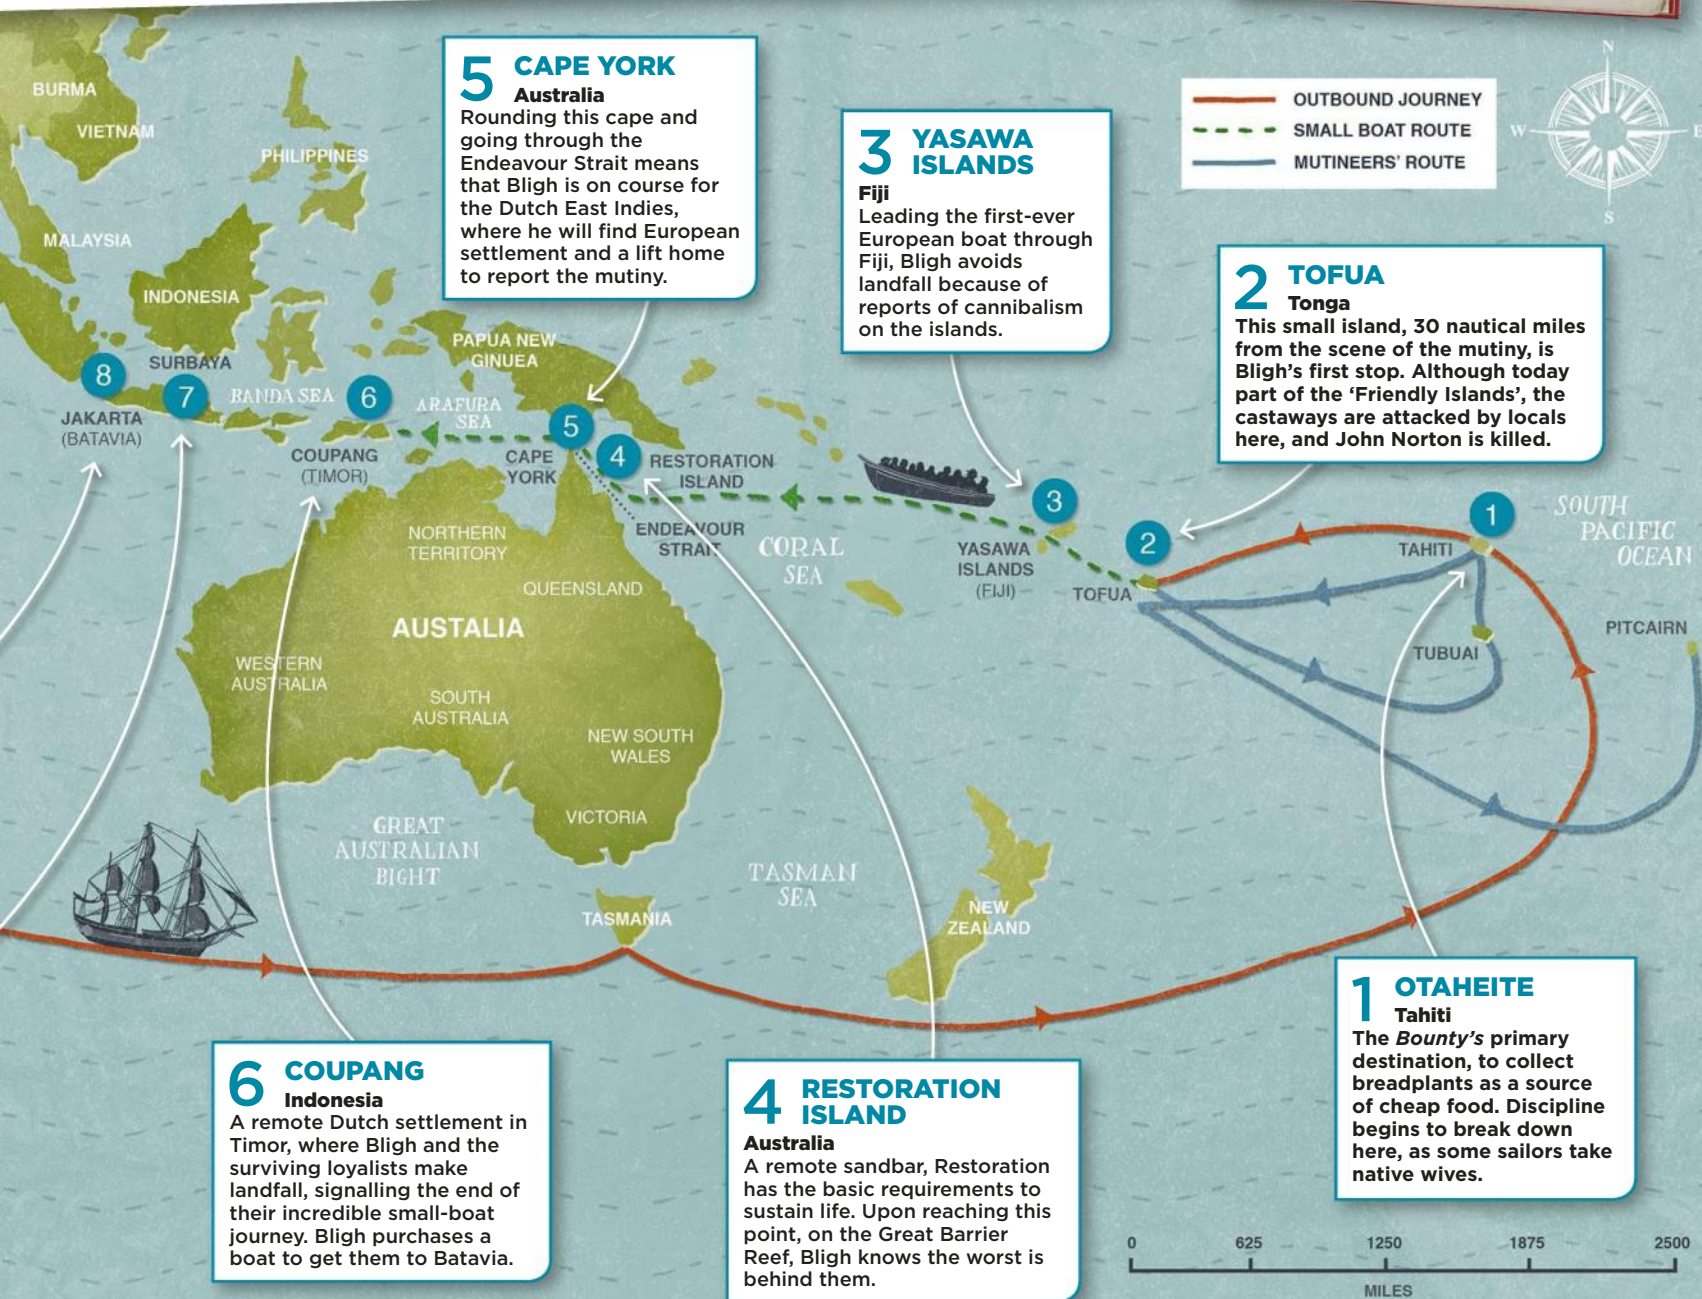 BURMA
VIETNAM
PHILIPPINES
MALAYSIA
INDONESIA
SURBAYA
8
7
JAKARTA
(BATAVIA)
BANDA SEA
6
COUPANG
(TIMOR)
ARAFURA
SEA
PAPUA NEW
GINUEA
5
CAPE
YORK
4
RESTORATION
ISLAND
ENDEAVOUR
STRAIT
CORAL
SEA
3
YASAWA
ISLANDS
(FIJI)
2
TOFUA
1
TAHITI
SOUTH
PACIFIC
OCEAN
TUBUAI
PITCAIRN
NORTHERN
TERRITORY
QUEENSLAND
AUSTALIA
WESTERN
AUSTRALIA
SOUTH
AUSTRALIA
NEW SOUTH
WALES
VICTORIA
GREAT
AUSTRALIAN
BIGHT
TASMANIA
TASMAN
SEA
NEW
ZEALAND
5 CAPE YORK
Australia
Rounding this cape and
going through the
Endeavour Strait means
that Bligh is on course for
the Dutch East Indies,
where he will find European
settlement and a lift home
to report the mutiny.
3 YASAWA
ISLANDS
Fiji
Leading the first-ever
European boat through
Fiji, Bligh avoids
landfall because of
reports of cannibalism
on the islands.
OUTBOUND JOURNEY
SMALL BOAT ROUTE
MUTINEERS' ROUTE
N
W
E
S
2 TOFUA
Tonga
This small island, 30 nautical miles
from the scene of the mutiny, is
Bligh's first stop. Although today
part of the ‘Friendly Islands’, the
castaways are attacked by locals
here, and John Norton is killed.
6 COUPANG
Indonesia
A remote Dutch settlement in
Timor, where Bligh and the
surviving loyalists make
landfall, signalling the end of
their incredible small-boat
journey. Bligh purchases a
boat to get them to Batavia.
4 RESTORATION
ISLAND
Australia
A remote sandbar, Restoration
has the basic requirements to
sustain life. Upon reaching this
point, on the Great Barrier
Reef, Bligh knows the worst is
behind them.
1 OTAHEITE
Tahiti
The Bounty's primary
destination, to collect
breadplants as a source
of cheap food. Discipline
begins to break down
here, as some sailors take
native wives.
0 625 1250 1875 2500
MILES